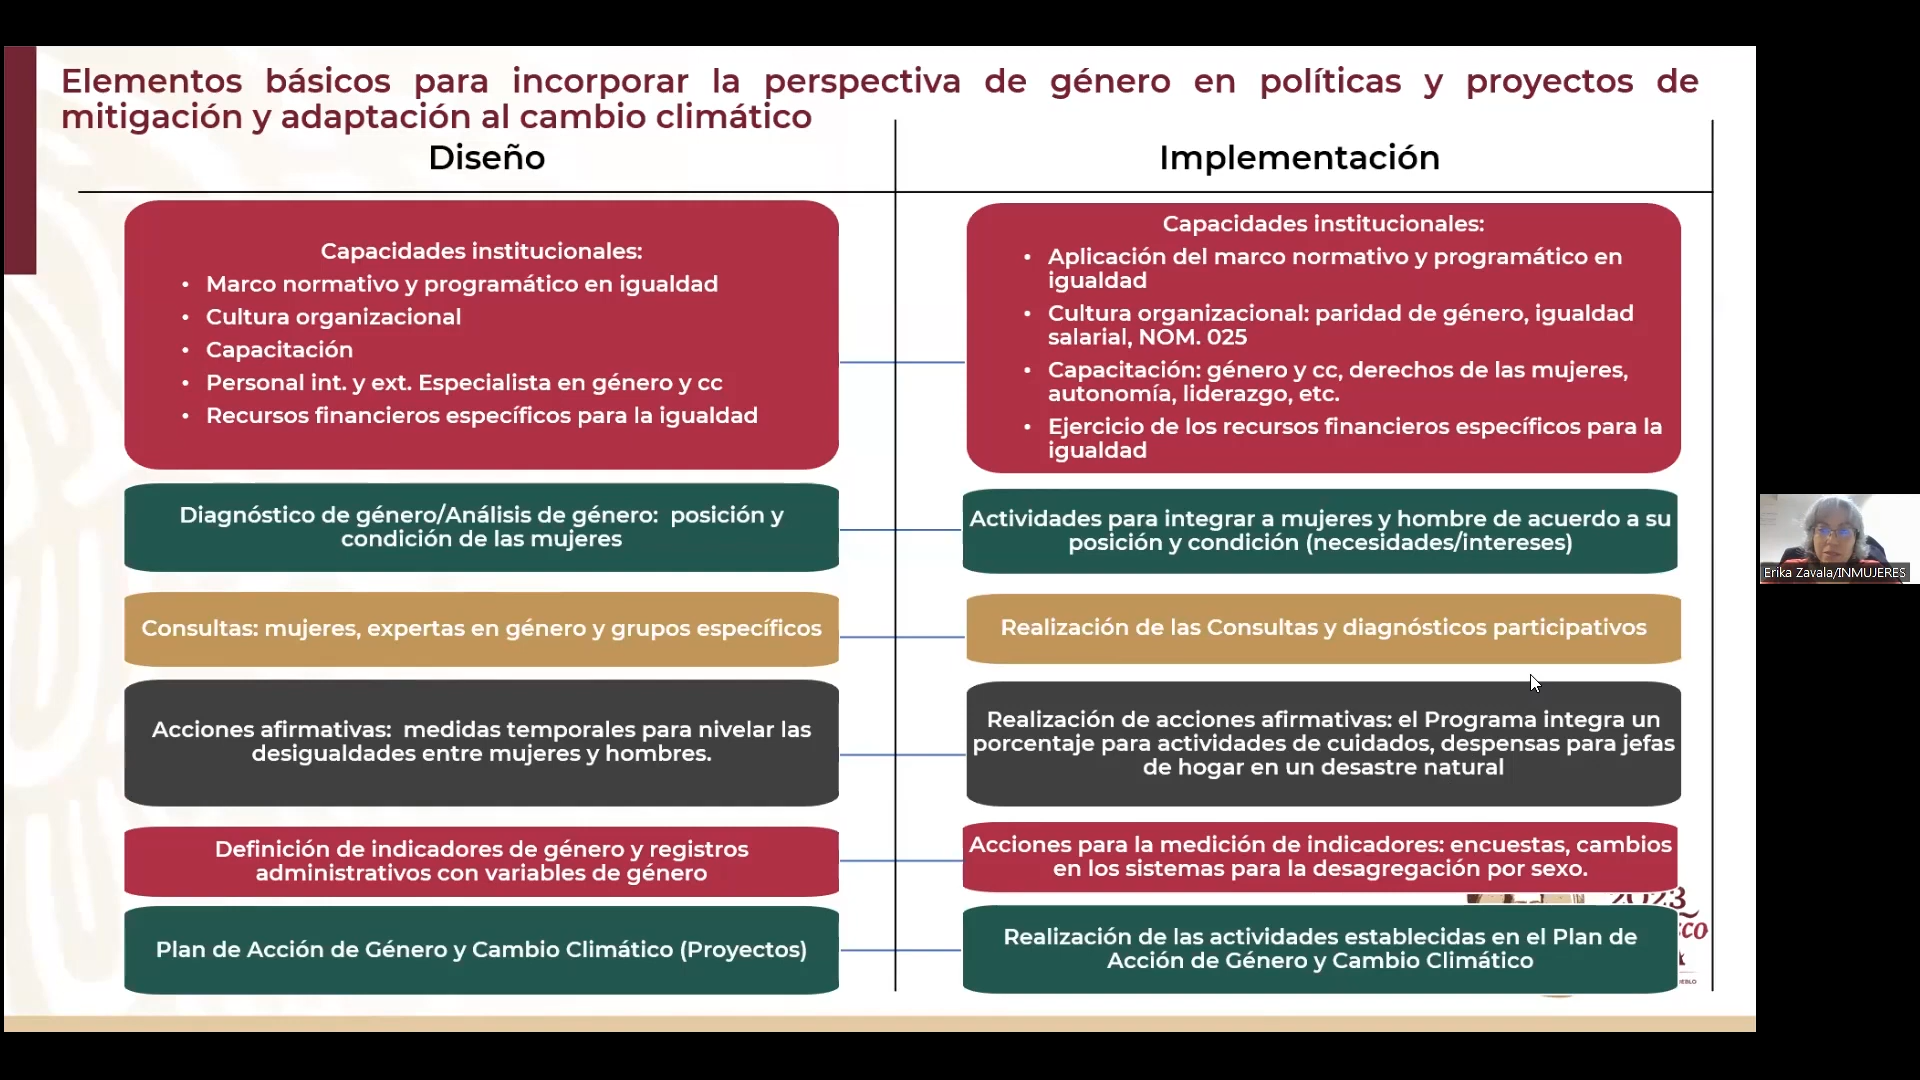 Elementos básicos para incorporar la perspectiva de género en políticas y proyectos de
mitigación y adaptación al cambio climático
Diseño
Implementación
Capacidades institucionales:
• Marco normativo y programático en igualdad
• Cultura organizacional
• Capacitación
• Personal int. y ext. Especialista en género y cc
• Recursos financieros específicos para la igualdad
Capacidades institucionales:
• Aplicación del marco normativo y programático en
igualdad
• Cultura organizacional: paridad de género, igualdad
salarial, NOM. 025
• Capacitación: género y cc, derechos de las mujeres,
autonomía, liderazgo, etc.
• Ejercicio de los recursos financieros específicos para la
igualdad
Diagnóstico de género/Análisis de género: posición y
condición de las mujeres
Actividades para integrar a mujeres y hombre de acuerdo a su
posición y condición (necesidades/intereses)
Consultas: mujeres, expertas en género y grupos específicos
Realización de las Consultas y diagnósticos participativos
Acciones afirmativas: medidas temporales para nivelar las
desigualdades entre mujeres y hombres.
Realización de acciones afirmativas: el Programa integra un
porcentaje para actividades de cuidados, despensas para jefas
de hogar en un desastre natural
Definición de indicadores de género y registros
administrativos con variables de género
Acciones para la medición de indicadores: encuestas, cambios
en los sistemas para la desagregación por sexo.
Plan de Acción de Género y Cambio Climático (Proyectos)
Realización de las actividades establecidas en el Plan de
Acción de Género y Cambio Climático
2023
Erika Zavala/INMUJERES